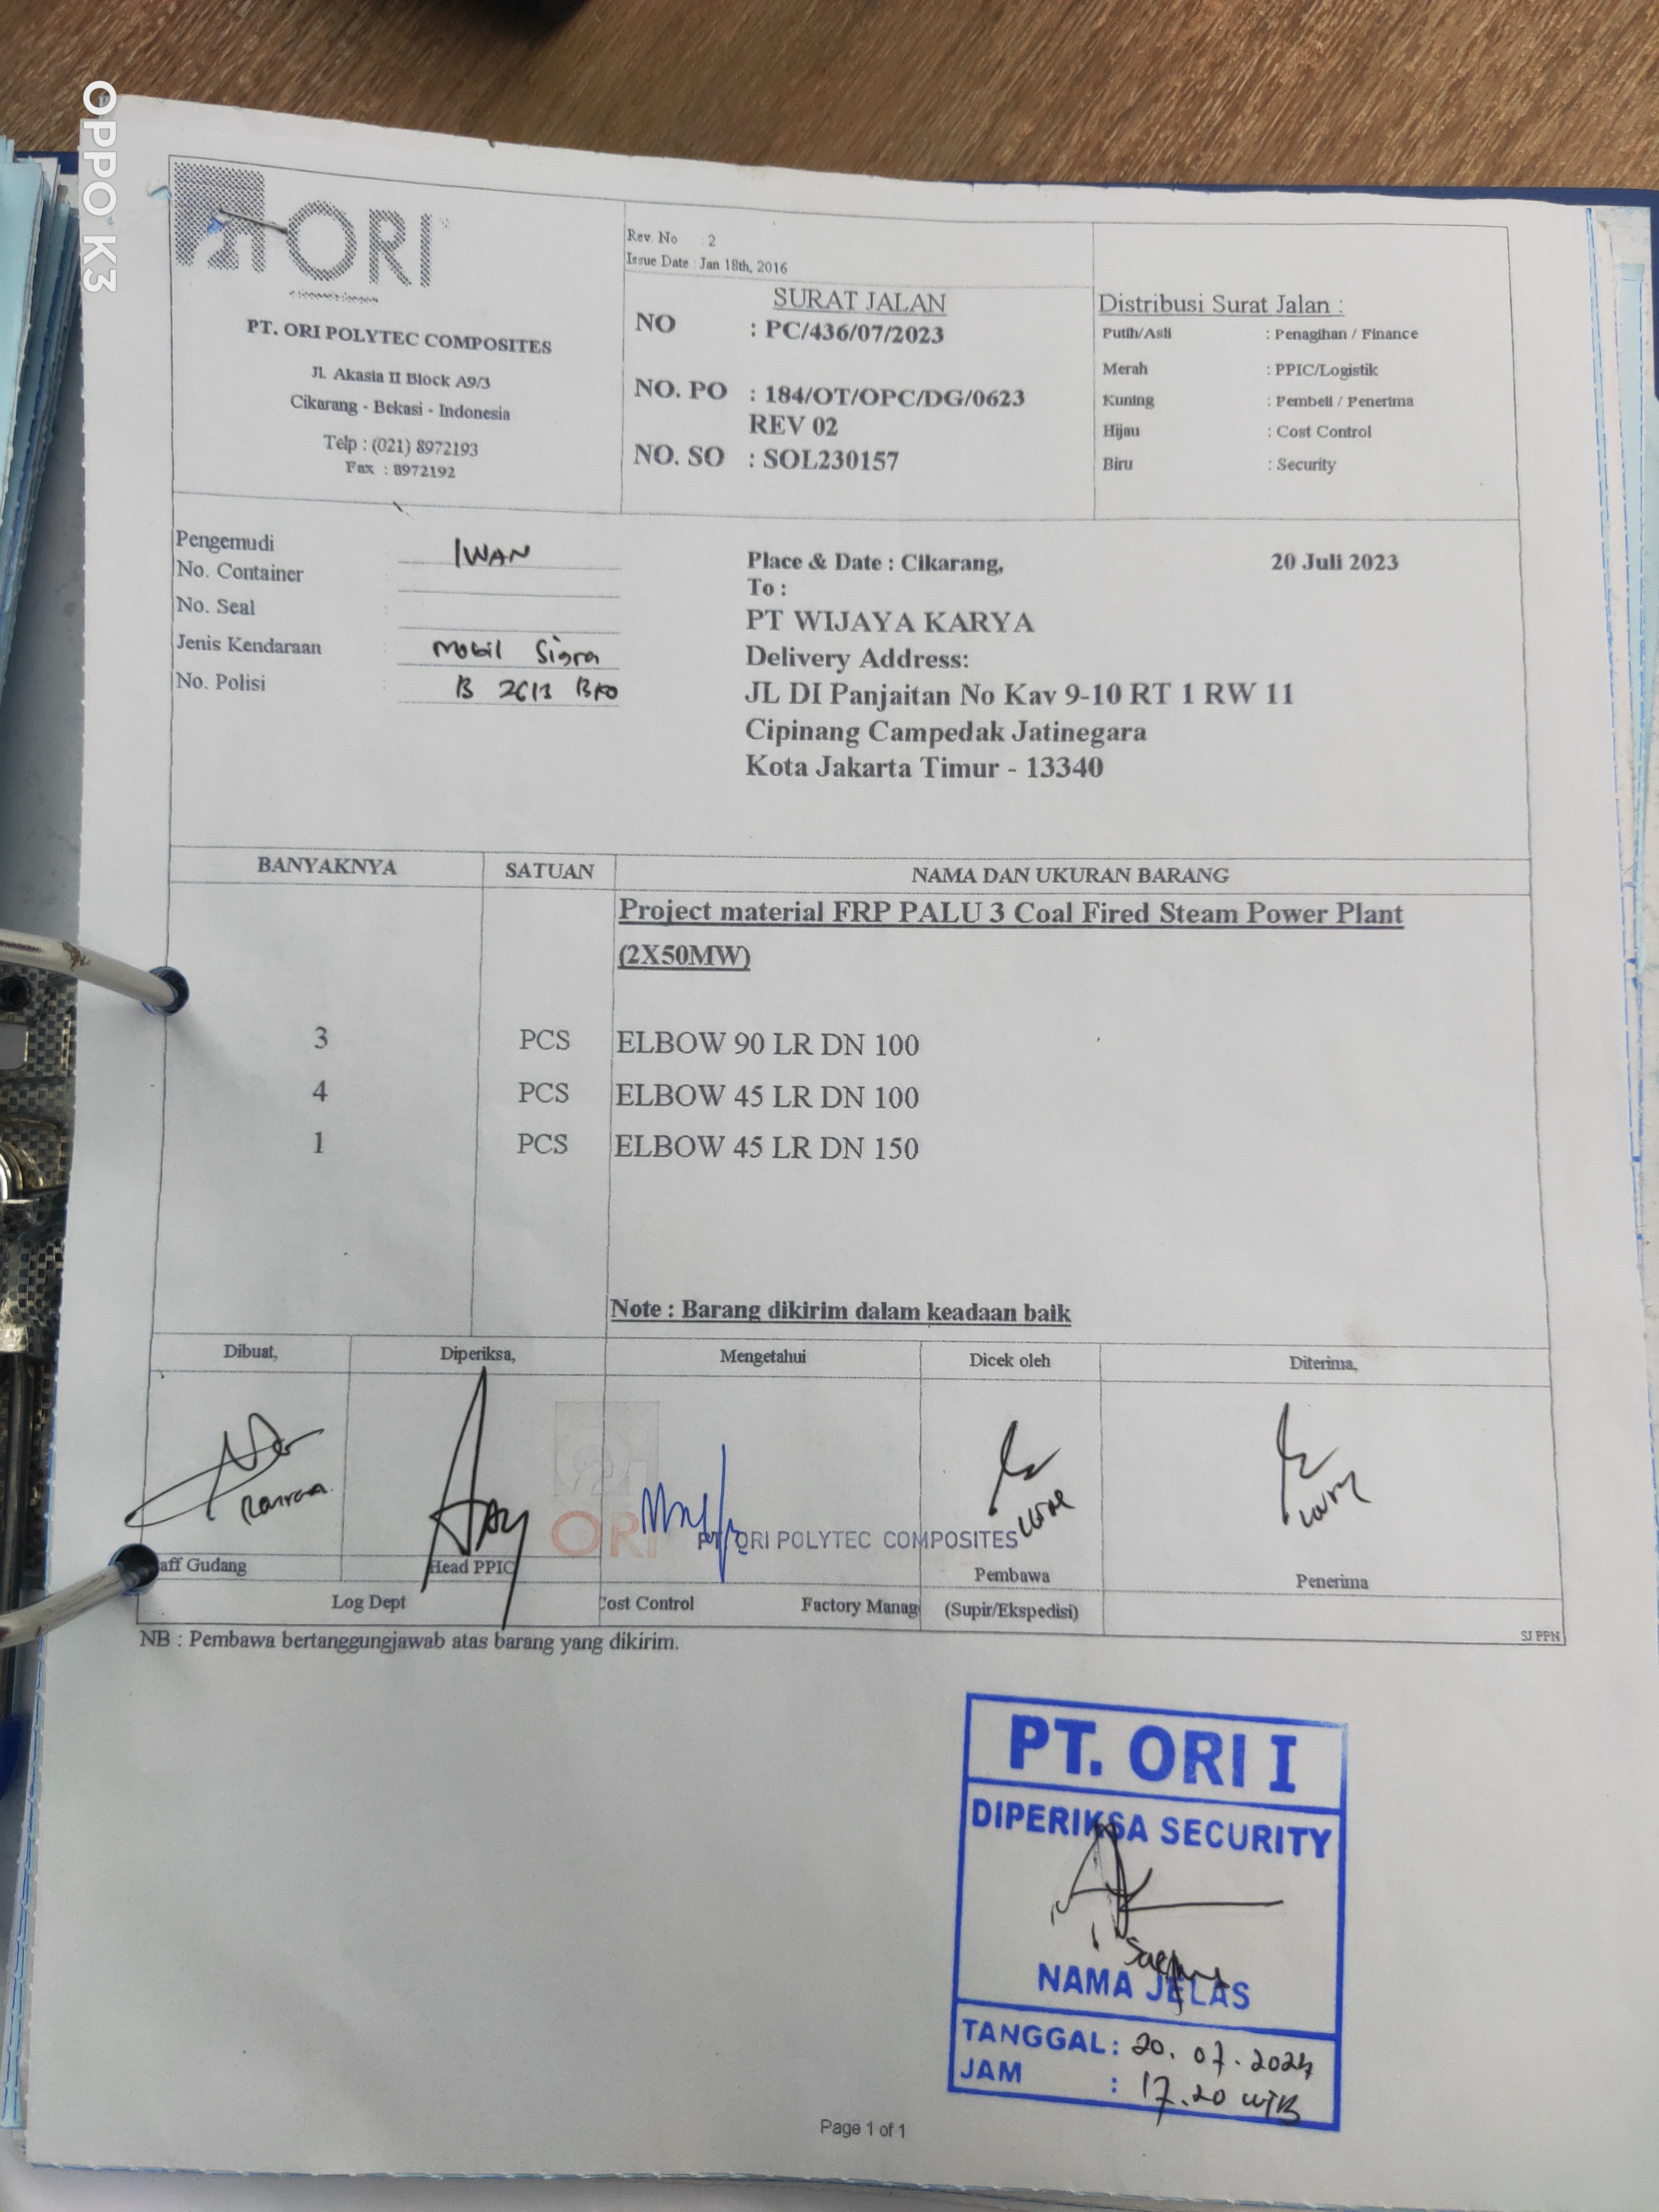 OPPO K3
ORI
PT. ORI POLYTEC COMPOSITES
Jl. Akasia II Block A9/3
Cikarang - Bekasi - Indonesia
Telp : (021) 8972193
Fax : 8972192
Rev. No : 2
Issue Date : Jan 18th, 2016
SURAT JALAN
NO : PC/436/07/2023
NO. PO : 184/OT/OPC/DG/0623
REV 02
NO. SO : SOL230157
Distribusi Surat Jalan :
Putih/Asli : Penagihan / Finance
Merah : PPIC/Logistik
Kuning : Pembeli / Penerima
Hijau : Cost Control
Biru : Security
Pengemudi IWAN
No. Container
No. Seal
Jenis Kendaraan : Mobil Sigra
No. Polisi : B
Place & Date : Cikarang, 20 Juli 2023
To :
PT WIJAYA KARYA
Delivery Address:
JL DI Panjaitan No Kav 9-10 RT 1 RW 11
Cipinang Campedak Jatinegara
Kota Jakarta Timur - 13340
BANYAKNYA SATUAN NAMA DAN UKURAN BARANG
Project material FRP PALU 3 Coal Fired Steam Power Plant
(2X50MW)
3 PCS ELBOW 90 LR DN 100
4 PCS ELBOW 45 LR DN 100
1 PCS ELBOW 45 LR DN 150
Note : Barang dikirim dalam keadaan baik
Dibuat, Diperiksa, Mengetahui Dicek oleh Diterima,
ORI
PT ORI POLYTEC COMPOSITES
aff Gudang Head PPIC Pembawa Penerima
Log Dept Cost Control Factory Manag (Supir/Ekspedisi)
SJ PPN
NB : Pembawa bertanggungjawab atas barang yang dikirim.
PT. ORI I
DIPERIKSA SECURITY
NAMA JELAS
TANGGAL : 20. 07.
JAM : 17.20 WIB
Page 1 of 1